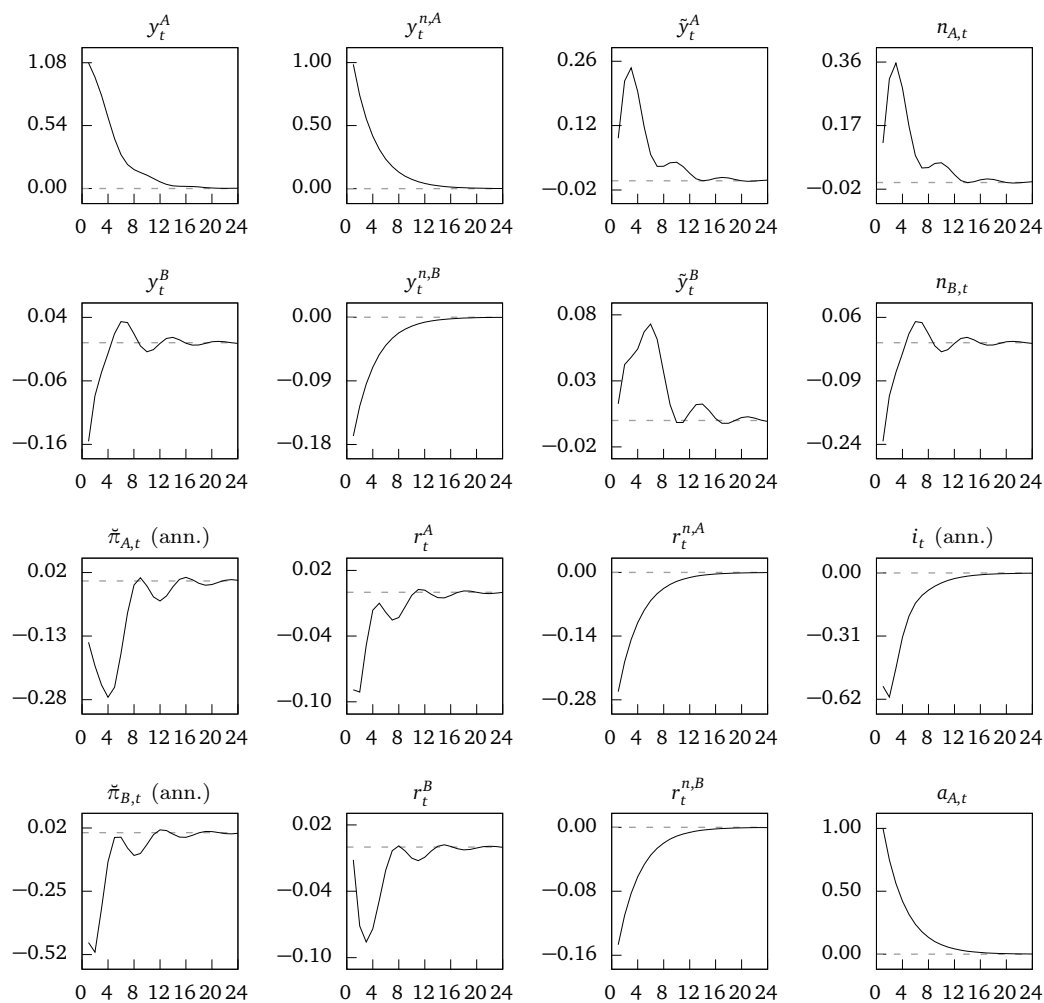 y_t^A y_t^{n,A} ỹ_t^A n_{A,t}
1.08 1.00 0.26 0.36
0.54 0.50 0.12 0.17
0.00 0.00 −0.02 −0.02
0 4 8 12 16 20 24 0 4 8 12 16 20 24 0 4 8 12 16 20 24 0 4 8 12 16 20 24
y_t^B y_t^{n,B} ỹ_t^B n_{B,t}
0.04 0.00 0.08 0.06
−0.06 −0.09 0.03 −0.09
−0.16 −0.18 −0.02 −0.24
0 4 8 12 16 20 24 0 4 8 12 16 20 24 0 4 8 12 16 20 24 0 4 8 12 16 20 24
π̆_{A,t} (ann.) r_t^A r_t^{n,A} i_t (ann.)
0.02 0.02 0.00 0.00
−0.13 −0.04 −0.14 −0.31
−0.28 −0.10 −0.28 −0.62
0 4 8 12 16 20 24 0 4 8 12 16 20 24 0 4 8 12 16 20 24 0 4 8 12 16 20 24
π̆_{B,t} (ann.) r_t^B r_t^{n,B} a_{A,t}
0.02 0.02 0.00 1.00
−0.25 −0.04 −0.08 0.50
−0.52 −0.10 −0.16 0.00
0 4 8 12 16 20 24 0 4 8 12 16 20 24 0 4 8 12 16 20 24 0 4 8 12 16 20 24